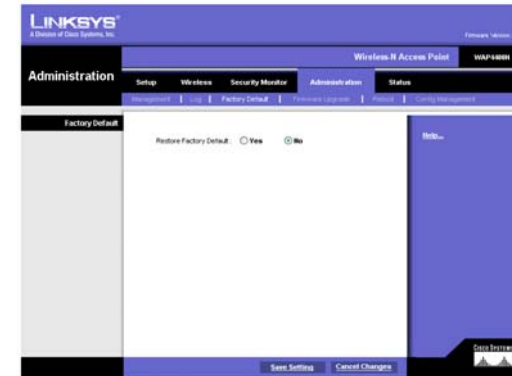 LINKSYS®
A Division of Cisco Systems, Inc.
Firmware Version
Wireless-N Access Point WAP4400N
Administration
Setup Wireless Security Monitor Administration Status
Management | Log | Factory Default | Firmware Upgrade | Reboot | Config Management
Factory Default
Restore Factory Default: Yes No
Help...
Save Setting Cancel Changes
CISCO SYSTEMS